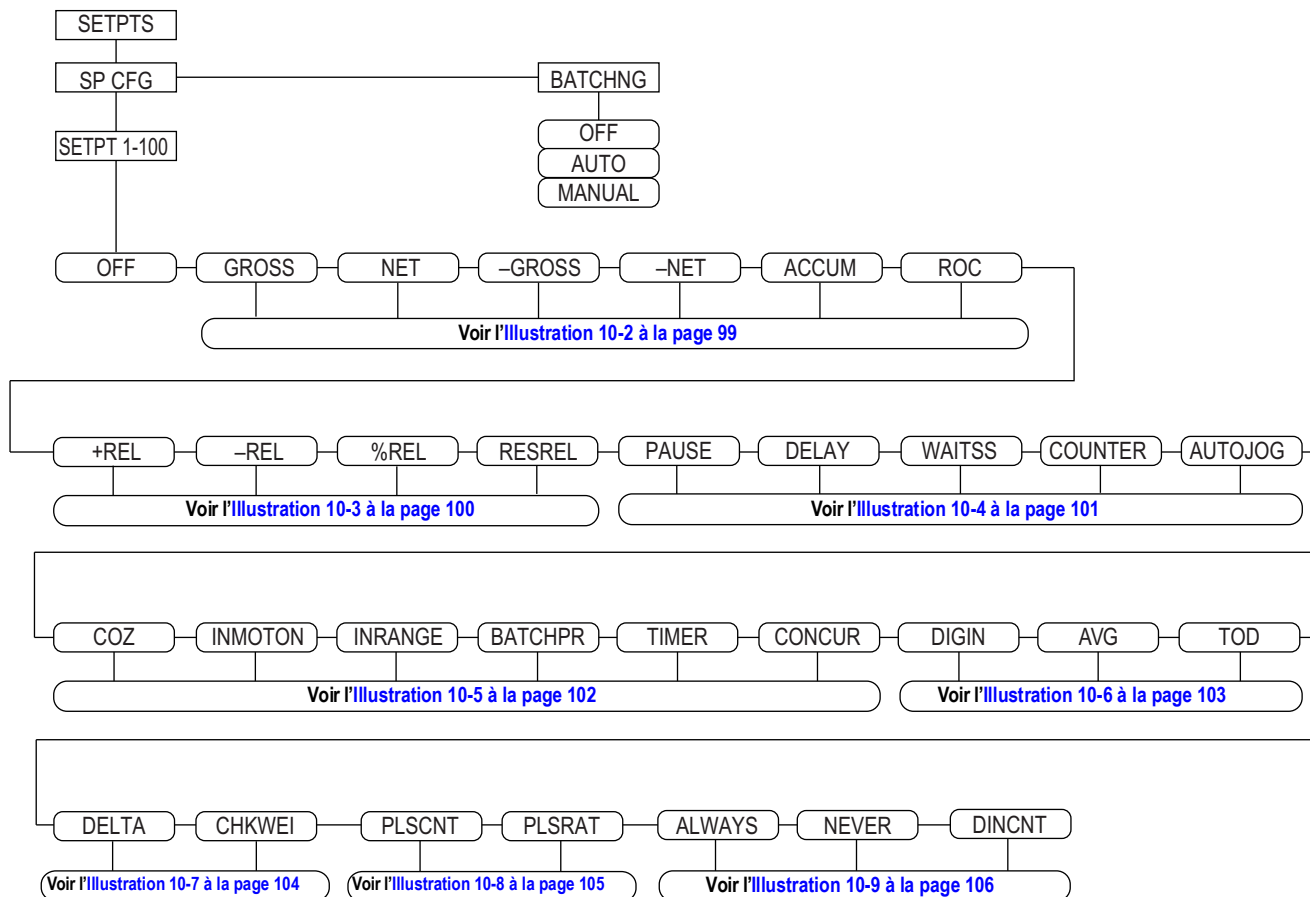 SETPTS
SP CFG
BATCHNG
SETPT 1-100
OFF
AUTO
MANUAL
OFF
GROSS
NET
–GROSS
–NET
ACCUM
ROC
Voir l'Illustration 10-2 à la page 99
+REL
–REL
%REL
RESREL
PAUSE
DELAY
WAITSS
COUNTER
AUTOJOG
Voir l'Illustration 10-3 à la page 100
Voir l'Illustration 10-4 à la page 101
COZ
INMOTON
INRANGE
BATCHPR
TIMER
CONCUR
DIGIN
AVG
TOD
Voir l'Illustration 10-5 à la page 102
Voir l'Illustration 10-6 à la page 103
DELTA
CHKWEI
PLSCNT
PLSRAT
ALWAYS
NEVER
DINCNT
Voir l'Illustration 10-7 à la page 104
Voir l'Illustration 10-8 à la page 105
Voir l'Illustration 10-9 à la page 106